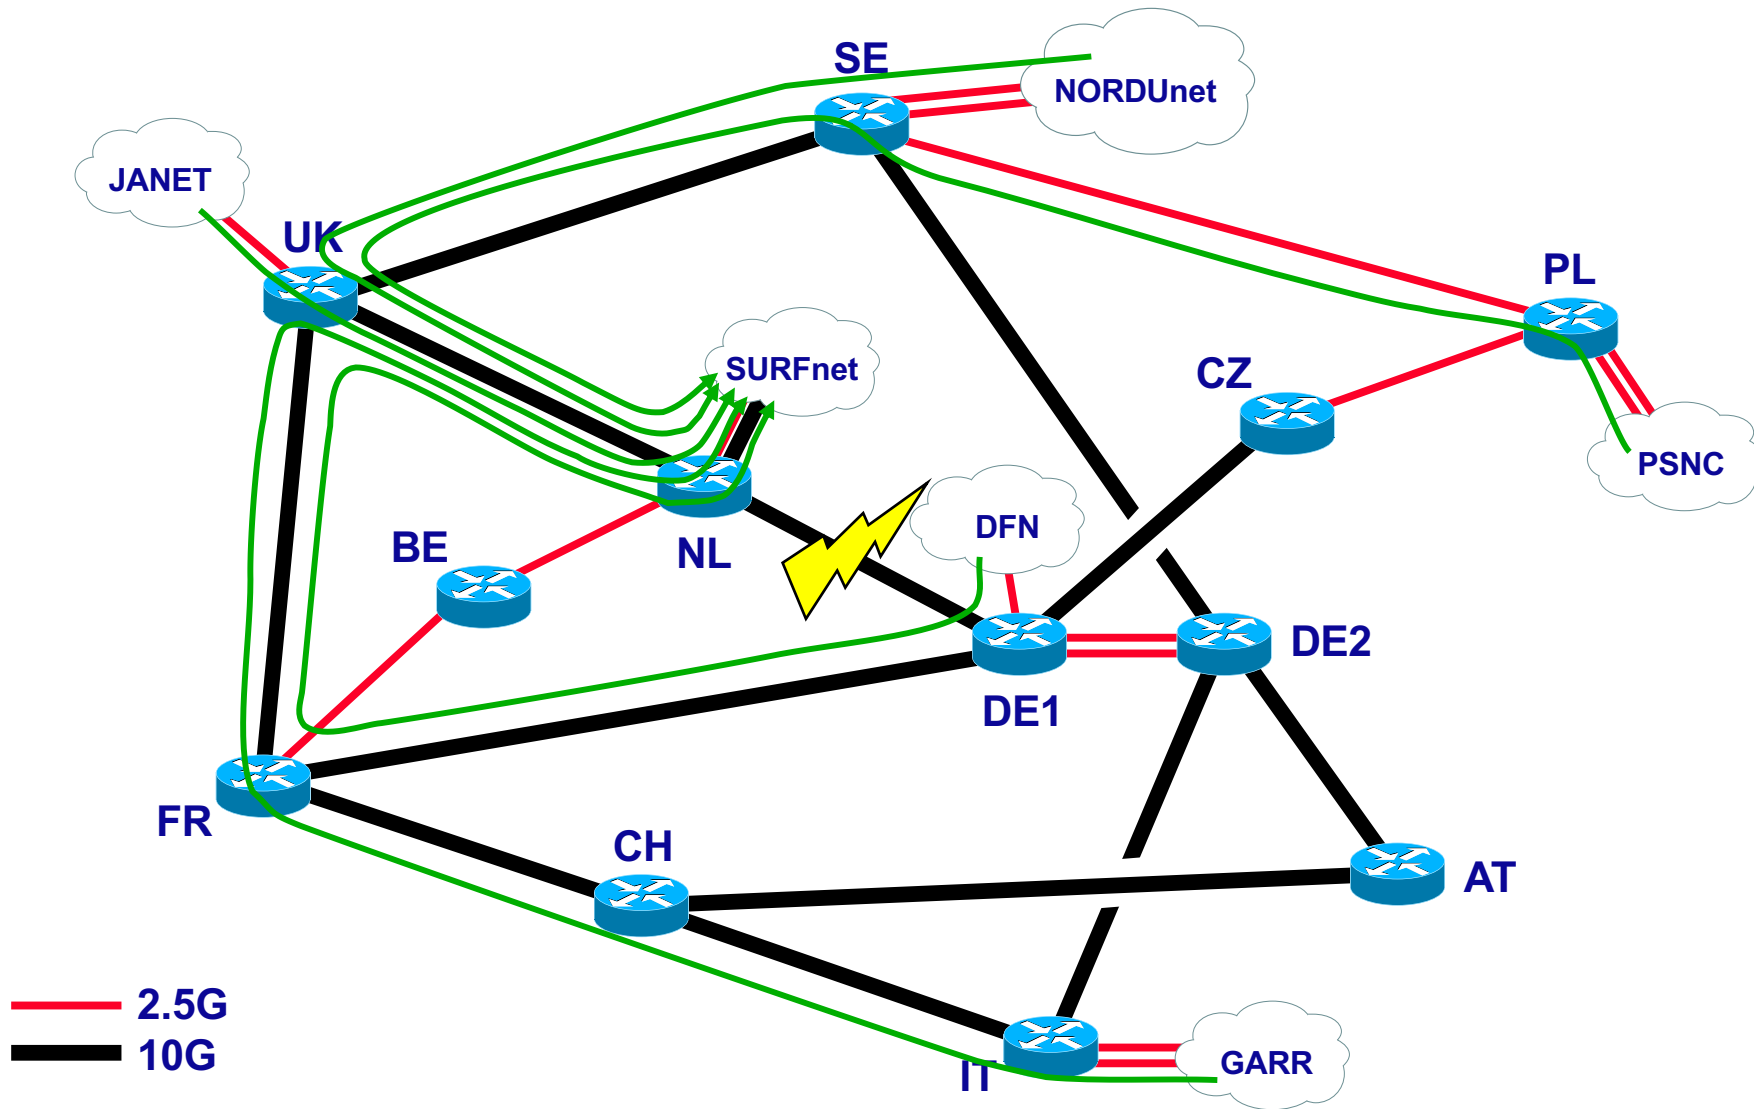 SE
NORDUnet
JANET
UK
PL
SURFnet
CZ
PSNC
DFN
BE
NL
DE2
DE1
FR
CH
AT
2.5G
10G
IT
GARR